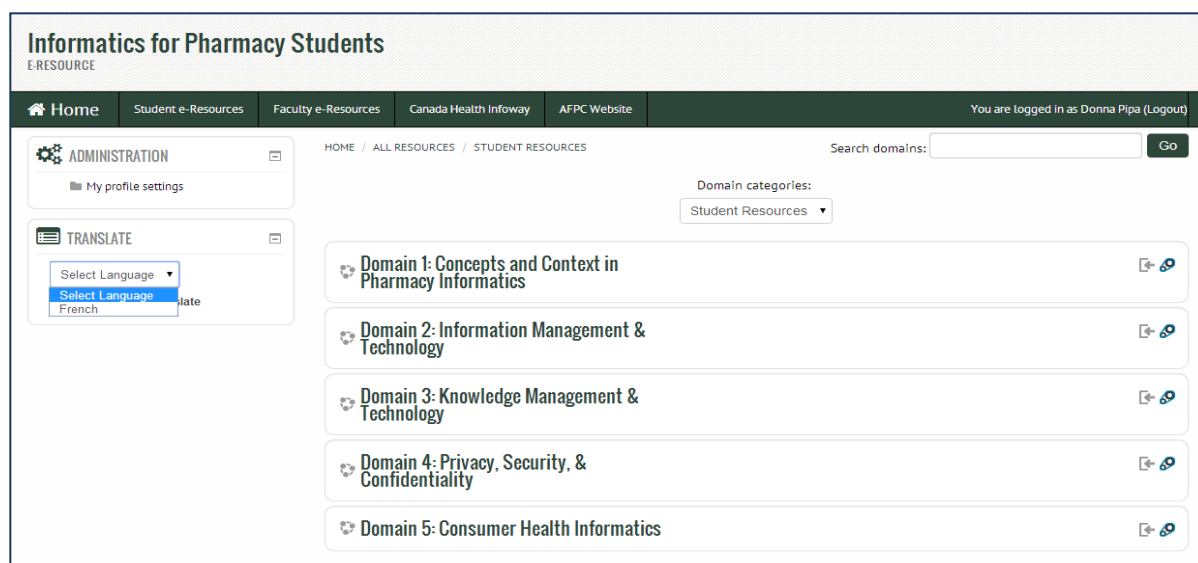 Informatics for Pharmacy Students
E-RESOURCE
Home
Student e-Resources
Faculty e-Resources
Canada Health Infoway
AFPC Website
You are logged in as Donna Pipa (Logout)
ADMINISTRATION
My profile settings
TRANSLATE
Select Language
Select Language
French
slate
HOME / ALL RESOURCES / STUDENT RESOURCES
Search domains:
Go
Domain categories:
Student Resources
Domain 1: Concepts and Context in
Pharmacy Informatics
Domain 2: Information Management &
Technology
Domain 3: Knowledge Management &
Technology
Domain 4: Privacy, Security, &
Confidentiality
Domain 5: Consumer Health Informatics